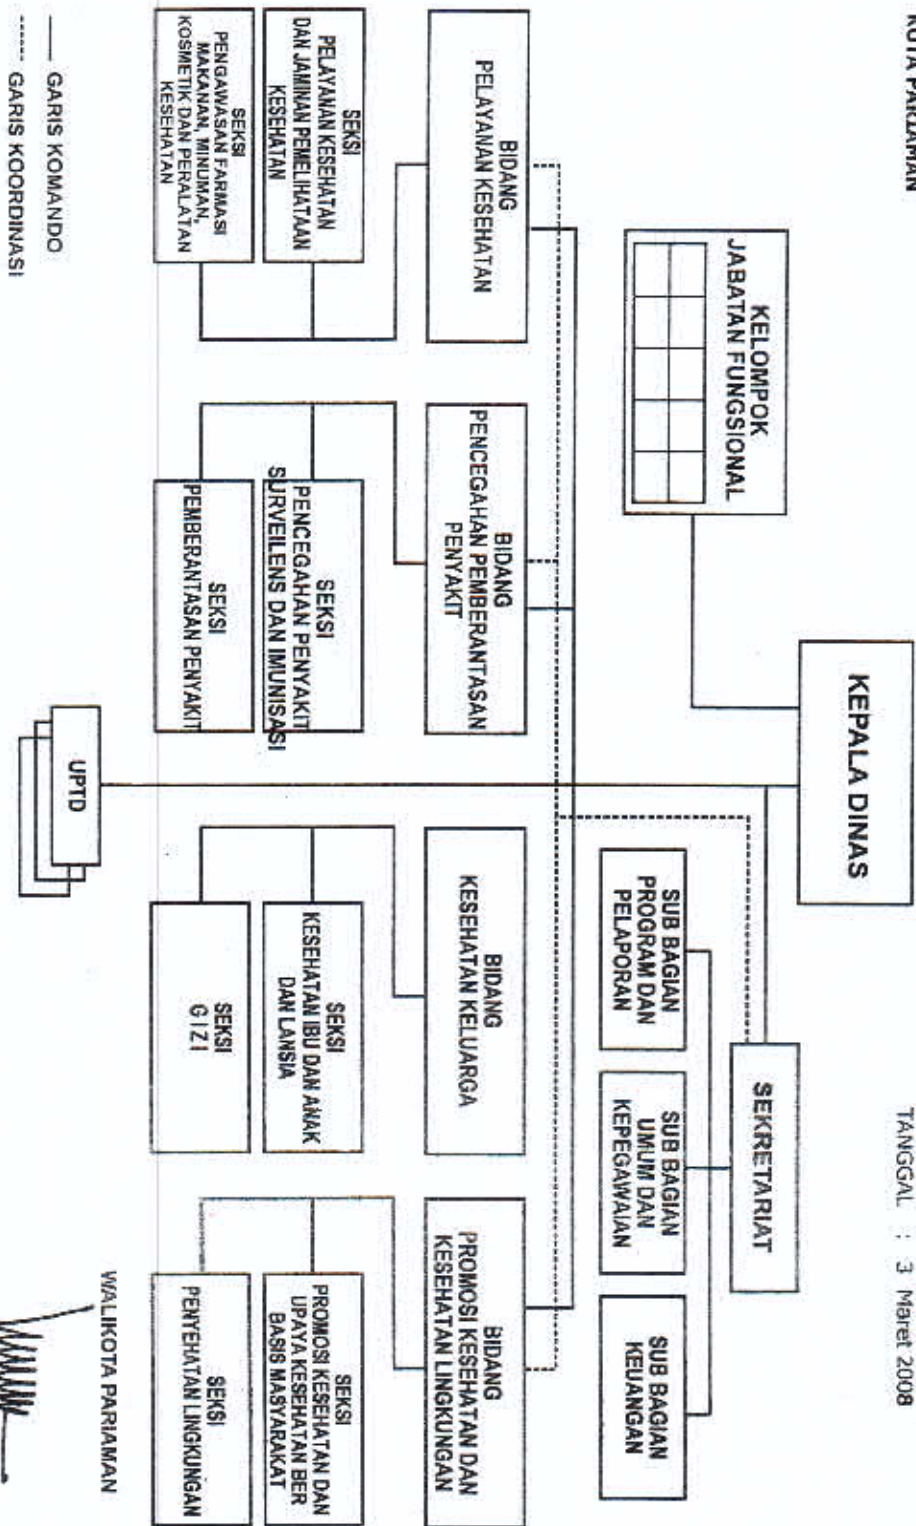 KOTA PARIAMAN
TANGGAL : 3 Maret 2008
KEPALA DINAS
KELOMPOK
JABATAN FUNGSIONAL
SEKRETARIAT
SUB BAGIAN
PROGRAM DAN
PELAPORAN
SUB BAGIAN
UMUM DAN
KEPEGAWAIAN
SUB BAGIAN
KEUANGAN
BIDANG
PELAYANAN KESEHATAN
BIDANG
PENCEGAHAN PEMBERANTASAN
PENYAKIT
BIDANG
KESEHATAN KELUARGA
BIDANG
PROMOSI KESEHATAN DAN
KESEHATAN LINGKUNGAN
SEKSI
PELAYANAN KESEHATAN
DAN JAMINAN PEMELIHATAAN
KESEHATAN
SEKSI
PENCEGAHAN PENYAKIT
SURVEILENS DAN IMUNISASI
SEKSI
KESEHATAN IBU DAN ANAK
DAN LANSIA
SEKSI
PROMOSI KESEHATAN DAN
UPAYA KESEHATAN BER
BASIS MASYARAKAT
SEKSI
PENGAWASAN FARMASI
MAKANAN, MINUMAN,
KOSMETIK DAN PERALATAN
KESEHATAN
SEKSI
PEMBERANTASAN PENYAKIT
SEKSI
GIZI
SEKSI
PENYEHATAN LINGKUNGAN
UPTD
WALIKOTA PARIAMAN
GARIS KOMANDO
GARIS KOORDINASI